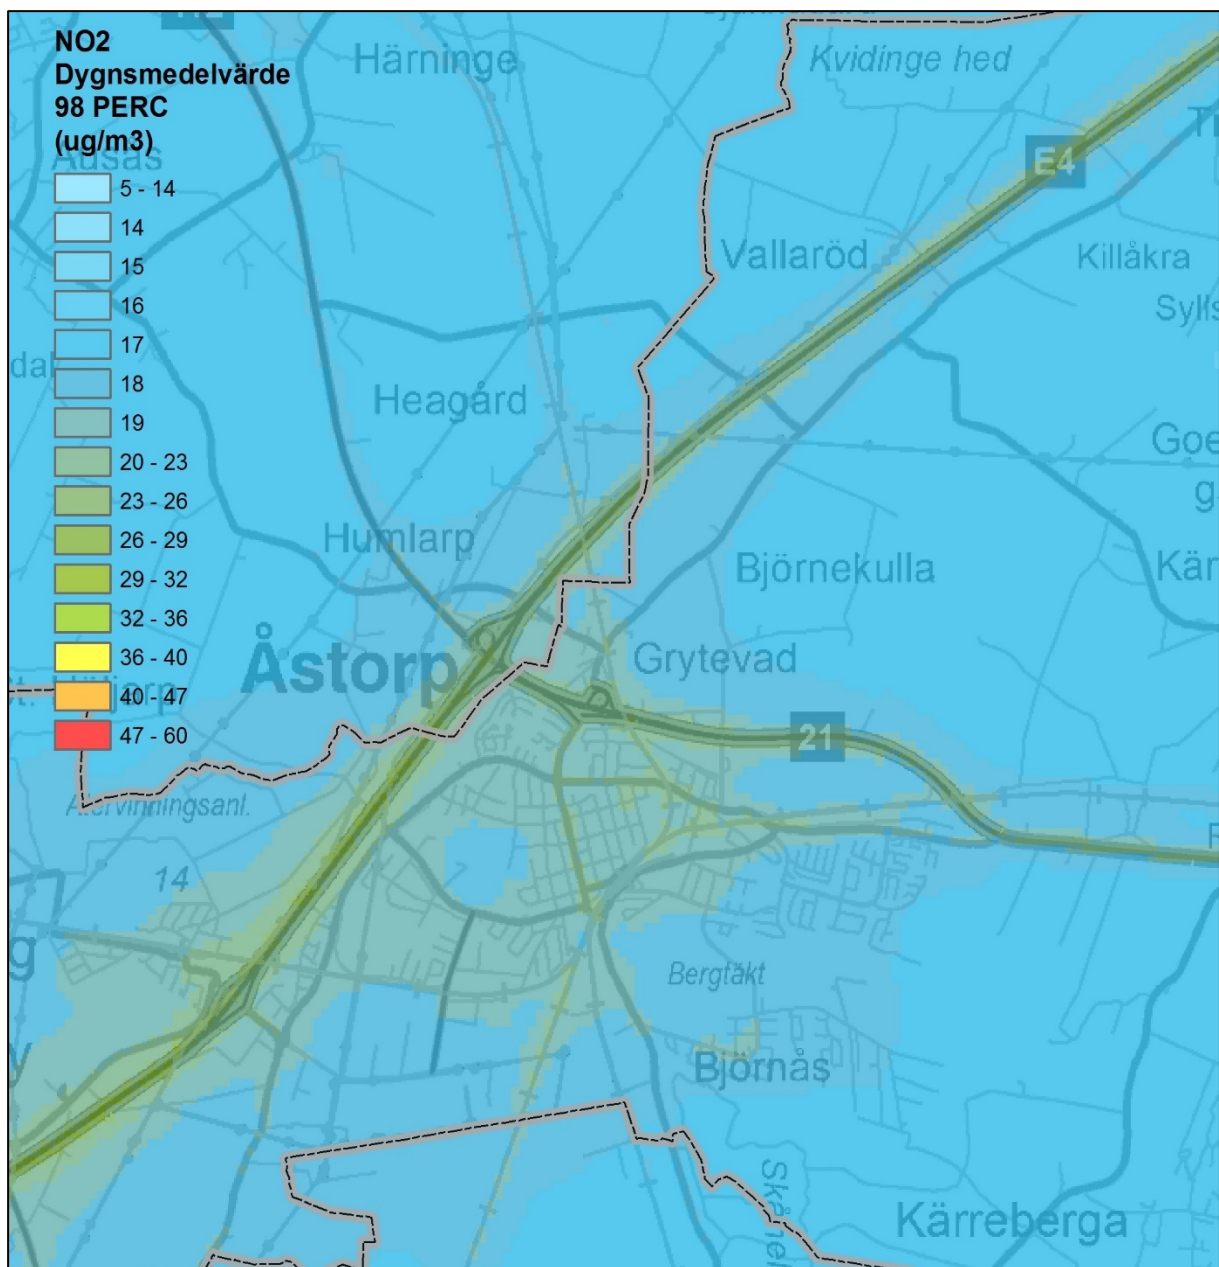 NO2
Dygnsmedelvärde
98 PERC
(ug/m3)
5 - 14
14
15
16
17
18
19
20 - 23
23 - 26
26 - 29
29 - 32
32 - 36
36 - 40
40 - 47
47 - 60
Härninge
Kvidinge hed
Ausås
E4
Vallaröd
Killåkra
Heagård
Humlarp
Björnekulla
Åstorp
Grytevad
21
14
Bergtäkt
Björnås
Kärreberga